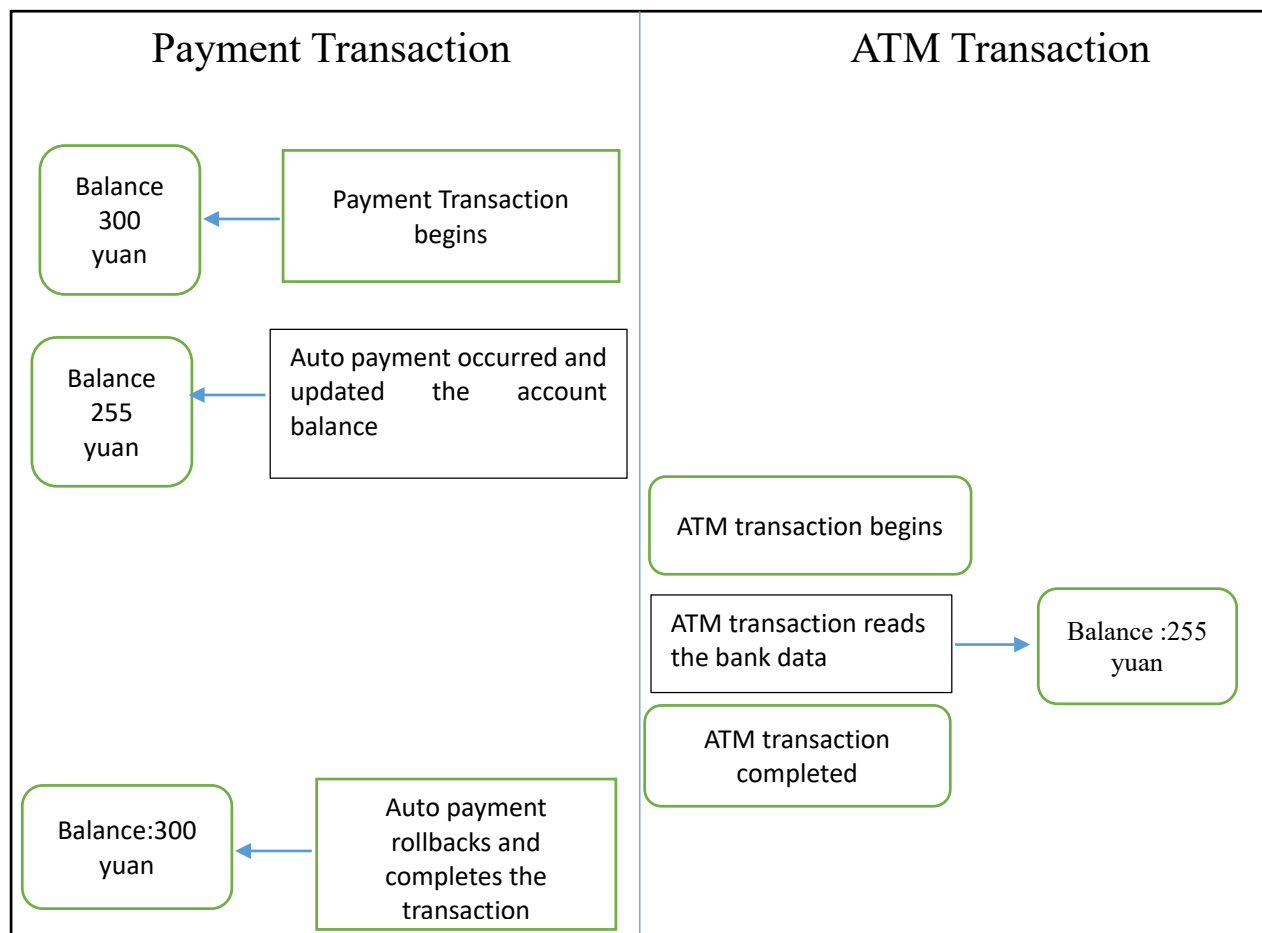 Payment Transaction
ATM Transaction
Balance
300
yuan
Payment Transaction
begins
Balance
255
yuan
Auto payment occurred and
updated the account
balance
ATM transaction begins
ATM transaction reads
the bank data
Balance :255
yuan
ATM transaction
completed
Balance:300
yuan
Auto payment
rollbacks and
completes the
transaction